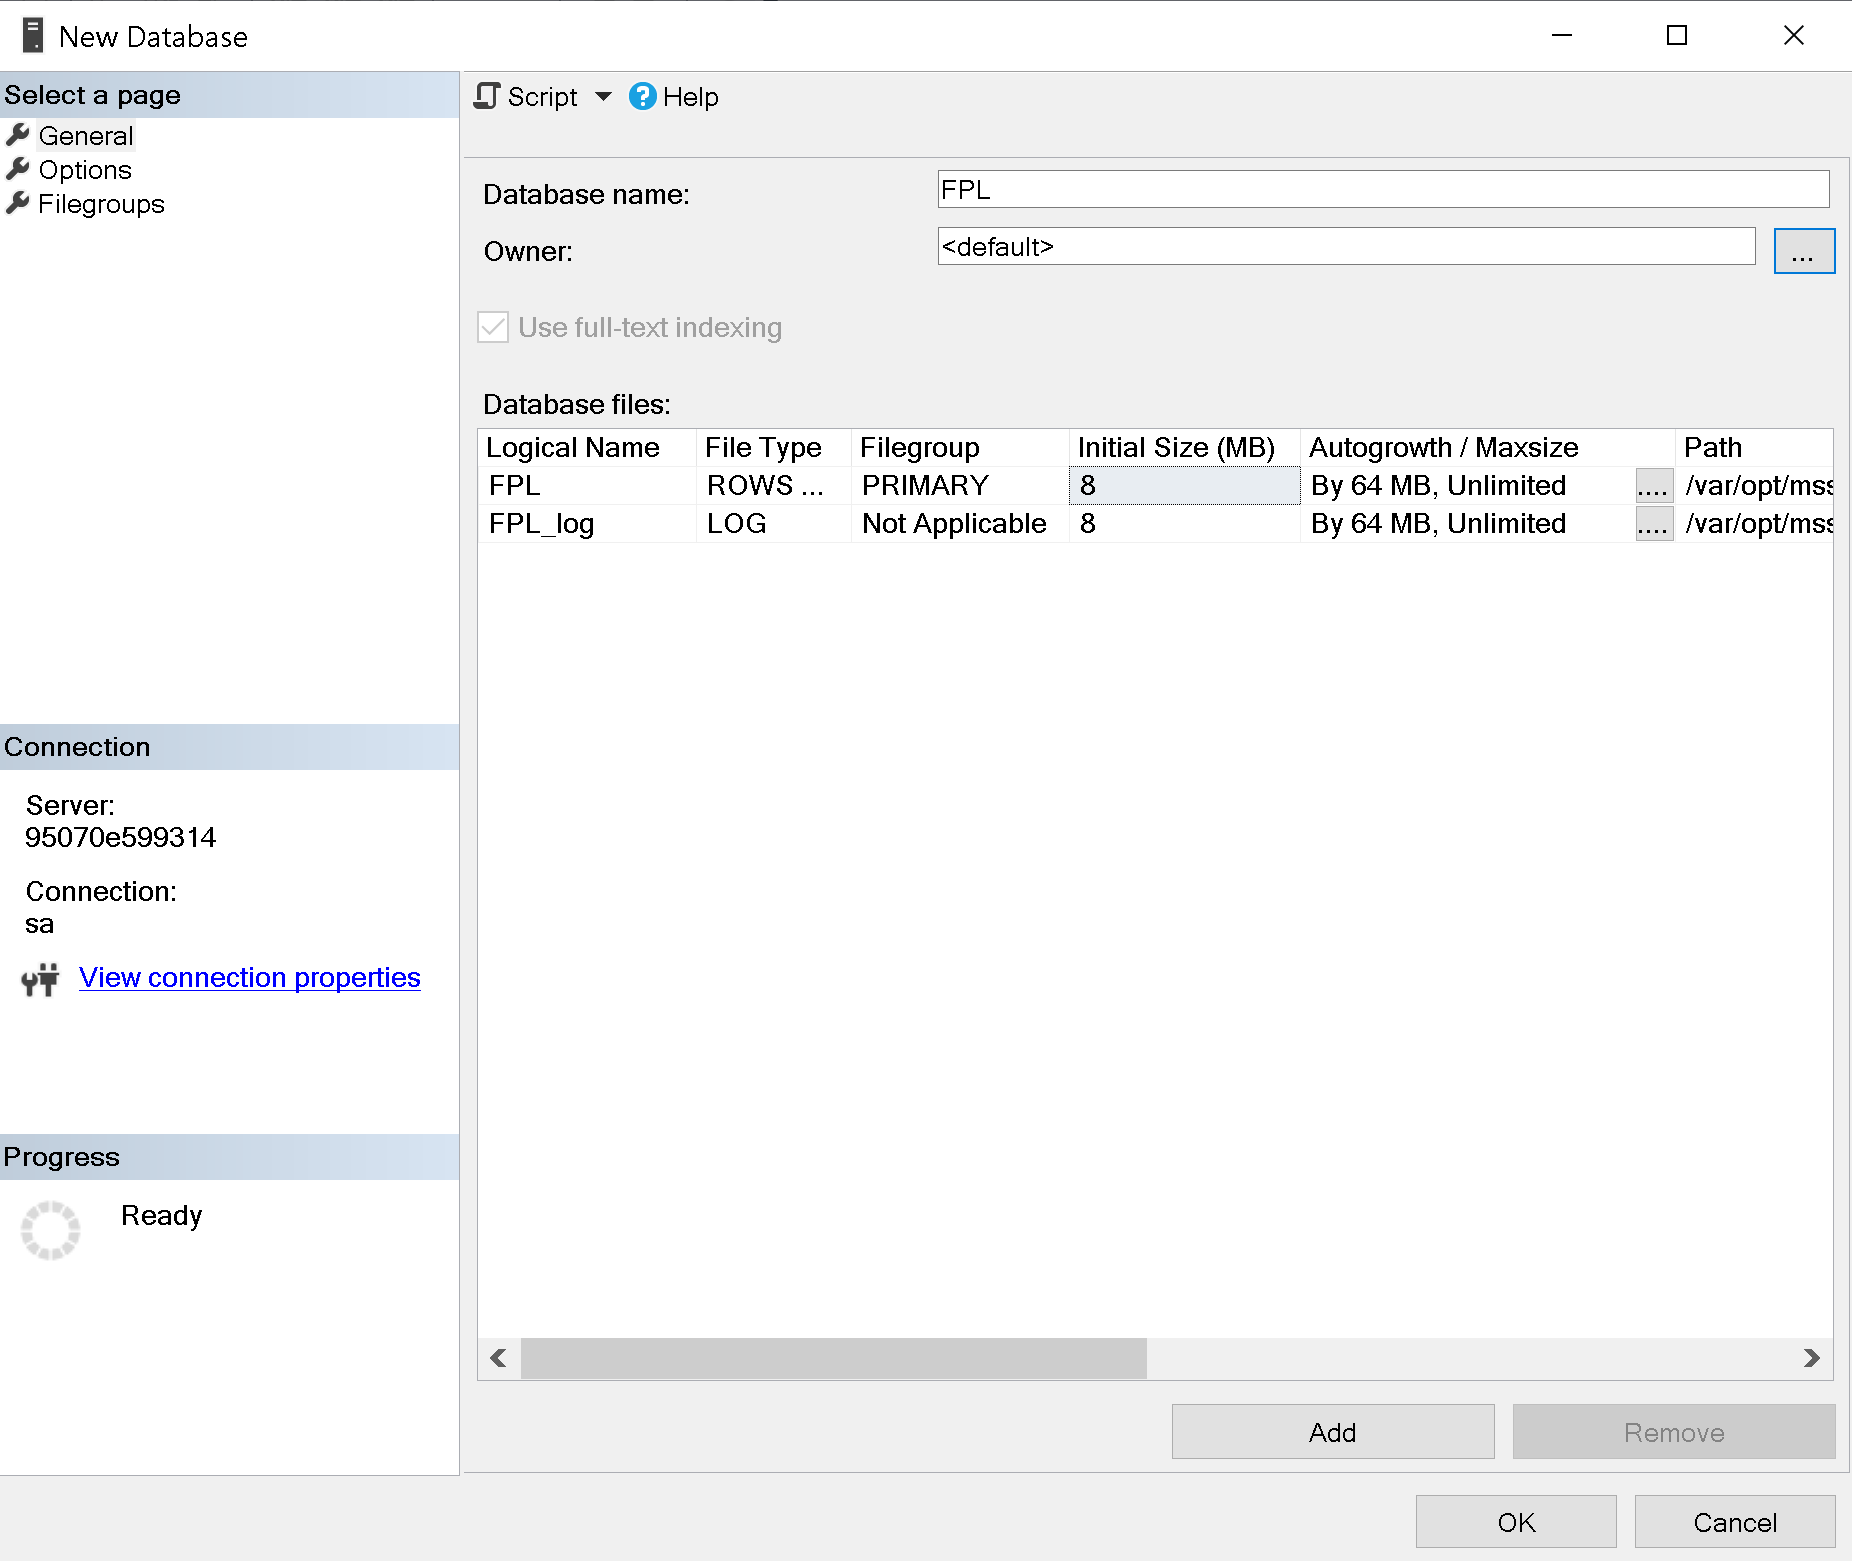 New Database
Select a page
General
Options
Filegroups
Script Help
Database name: FPL
Owner: <default> ...
Use full-text indexing
Database files:
Logical Name File Type Filegroup Initial Size (MB) Autogrowth / Maxsize Path
FPL ROWS ... PRIMARY 8 By 64 MB, Unlimited .... /var/opt/mss
FPL_log LOG Not Applicable 8 By 64 MB, Unlimited .... /var/opt/mss
Connection
Server:
95070e599314
Connection:
sa
View connection properties
Progress
Ready
Add Remove
OK Cancel